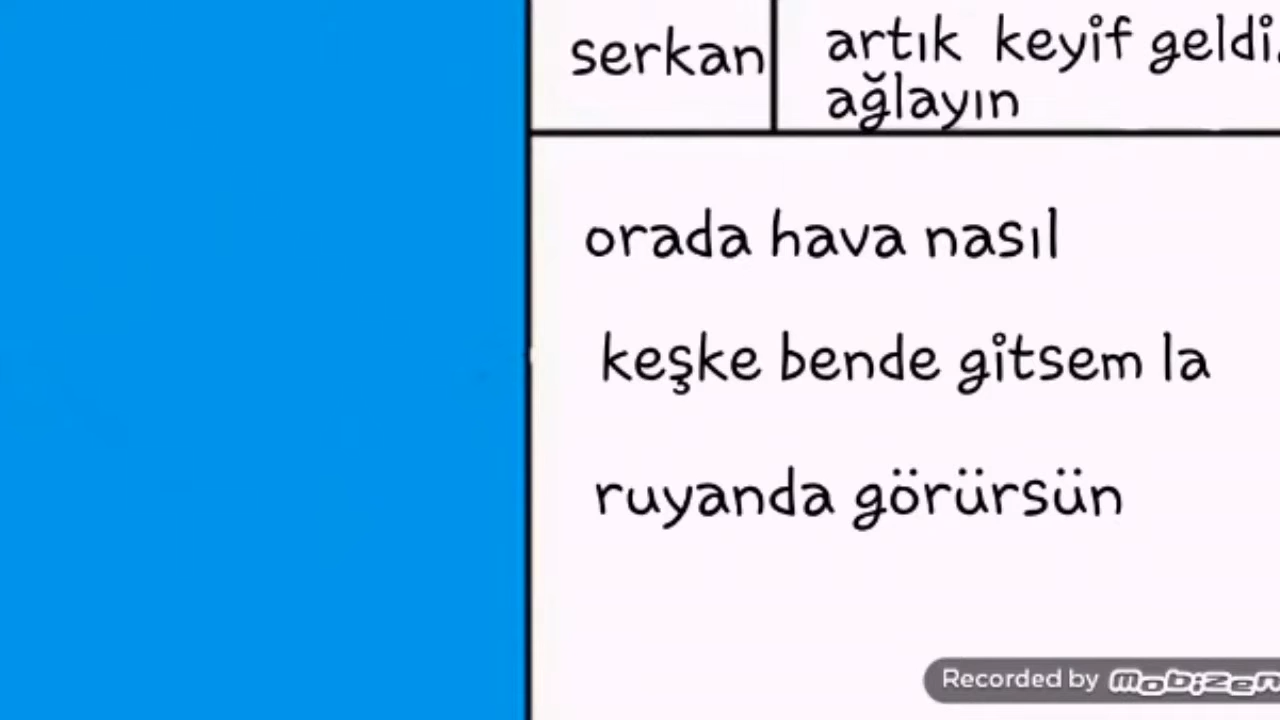 serkan
artık keyif geldi.
ağlayın
orada hava nasıl
keşke bende gitsem la
ruyanda görürsün
Recorded by mobizen